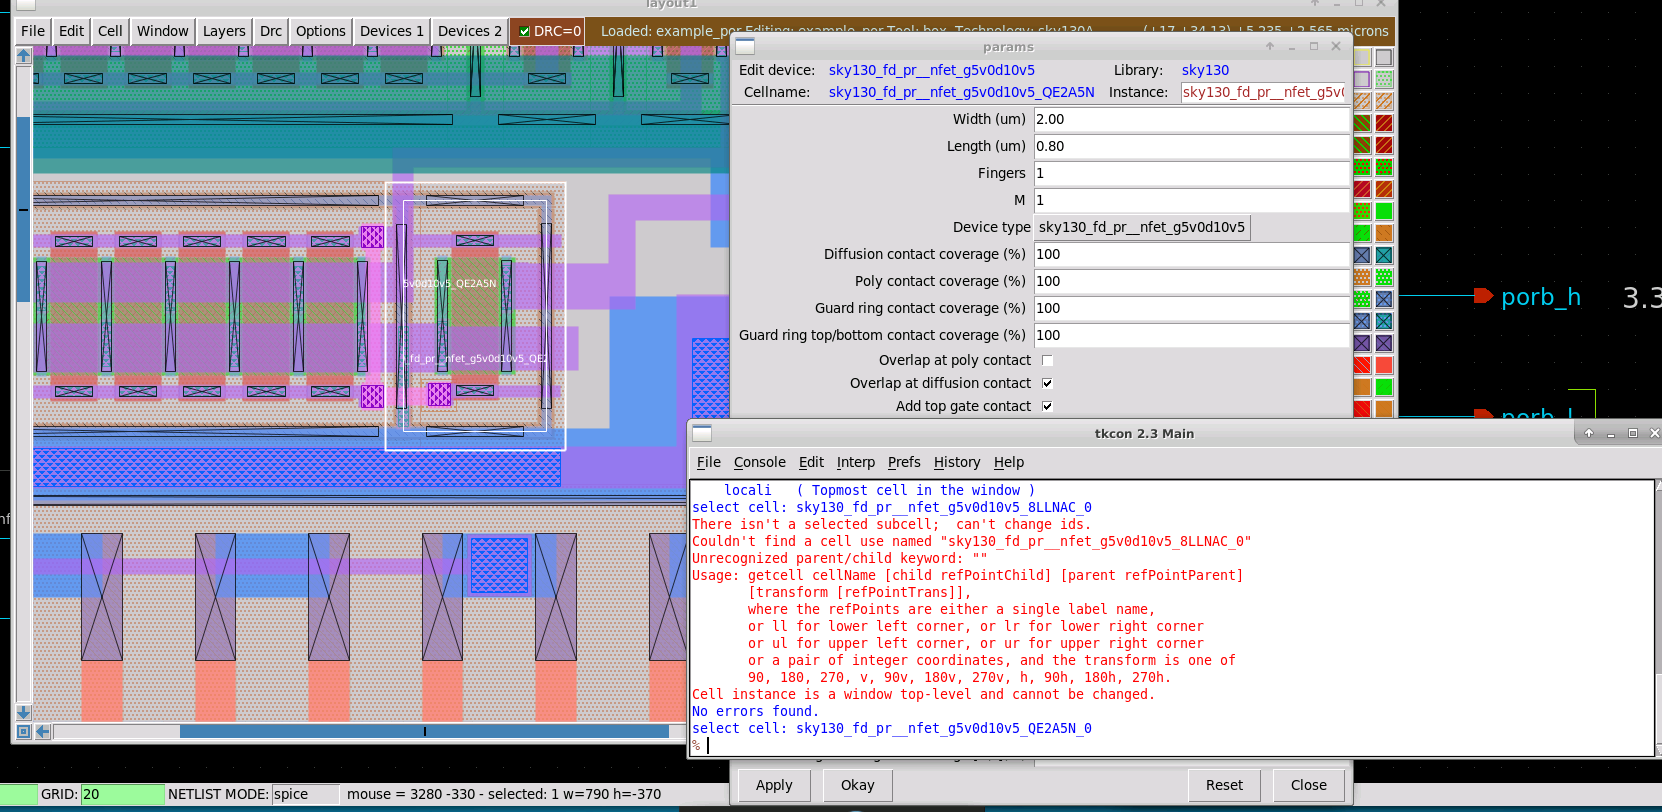 layout1
File Edit Cell Window Layers Drc Options Devices 1 Devices 2 DRC=0 Loaded: example_por Editing: example_por Tool: box Technology: sky130A (+17 +34.13) +5.235 +2.565 microns
params
Edit device: sky130_fd_pr__nfet_g5v0d10v5 Library: sky130
Cellname: sky130_fd_pr__nfet_g5v0d10v5_QE2A5N Instance: sky130_fd_pr__nfet_g5v0
Width (um) 2.00
Length (um) 0.80
Fingers 1
M 1
Device type sky130_fd_pr__nfet_g5v0d10v5
Diffusion contact coverage (%) 100
Poly contact coverage (%) 100
Guard ring contact coverage (%) 100
Guard ring top/bottom contact coverage (%) 100
Overlap at poly contact
Overlap at diffusion contact
Add top gate contact
5v0d10v5_QE2A5N
_fd_pr__nfet_g5v0d10v5_QE2
porb_h 3.3
porb_l
tkcon 2.3 Main
File Console Edit Interp Prefs History Help
locali ( Topmost cell in the window )
select cell: sky130_fd_pr__nfet_g5v0d10v5_8LLNAC_0
There isn't a selected subcell; can't change ids.
Couldn't find a cell use named "sky130_fd_pr__nfet_g5v0d10v5_8LLNAC_0"
Unrecognized parent/child keyword: ""
Usage: getcell cellName [child refPointChild] [parent refPointParent]
[transform [refPointTrans]],
where the refPoints are either a single label name,
or ll for lower left corner, or lr for lower right corner
or ul for upper left corner, or ur for upper right corner
or a pair of integer coordinates, and the transform is one of
90, 180, 270, v, 90v, 180v, 270v, h, 90h, 180h, 270h.
Cell instance is a window top-level and cannot be changed.
No errors found.
select cell: sky130_fd_pr__nfet_g5v0d10v5_QE2A5N_0
%
Apply Okay Reset Close
GRID: 20 NETLIST MODE: spice mouse = 3280 -330 - selected: 1 w=790 h=-370
nf